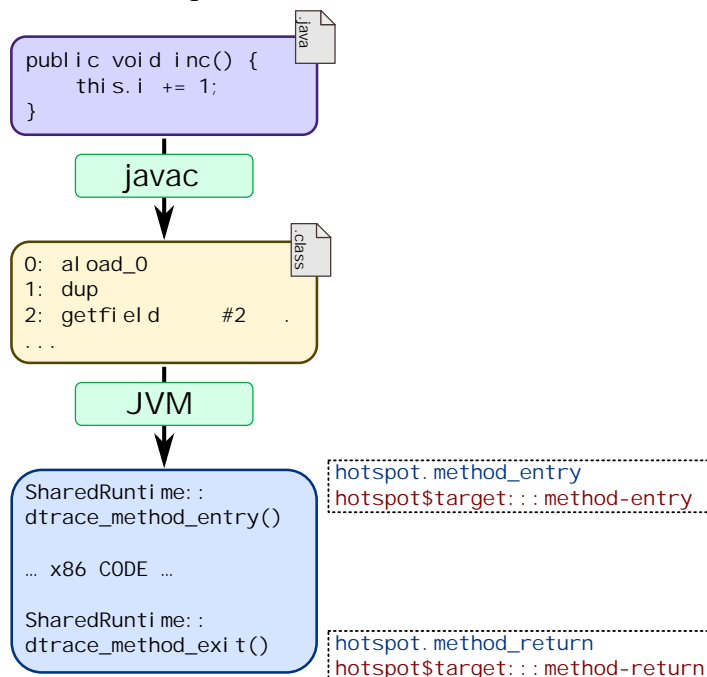 .java
public void inc() {
    this.i += 1;
}
javac
.class
0: aload_0
1: dup
2: getfield    #2   .
...
JVM
SharedRuntime::
dtrace_method_entry()
hotspot.method_entry
hotspot$target:::method-entry
… x86 CODE …
SharedRuntime::
dtrace_method_exit()
hotspot.method_return
hotspot$target:::method-return